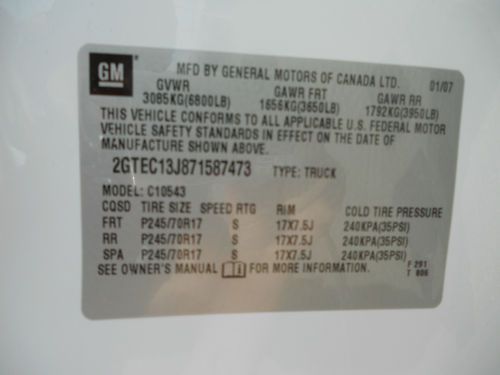 GM
MFD BY GENERAL MOTORS OF CANADA LTD. 01/07
GVWR GAWR FRT GAWR RR
3085KG(6800LB) 1656KG(3650LB) 1792KG(3950LB)
THIS VEHICLE CONFORMS TO ALL APPLICABLE U.S. FEDERAL MOTOR
VEHICLE SAFETY STANDARDS IN EFFECT ON THE DATE OF
MANUFACTURE SHOWN ABOVE.
2GTEC13J871587473 TYPE: TRUCK
MODEL: C10543
CQSD TIRE SIZE SPEED RTG RIM COLD TIRE PRESSURE
FRT P245/70R17 S 17X7.5J 240KPA(35PSI)
RR P245/70R17 S 17X7.5J 240KPA(35PSI)
SPA P245/70R17 S 17X7.5J 240KPA(35PSI)
SEE OWNER'S MANUAL FOR MORE INFORMATION. F 291
T 806